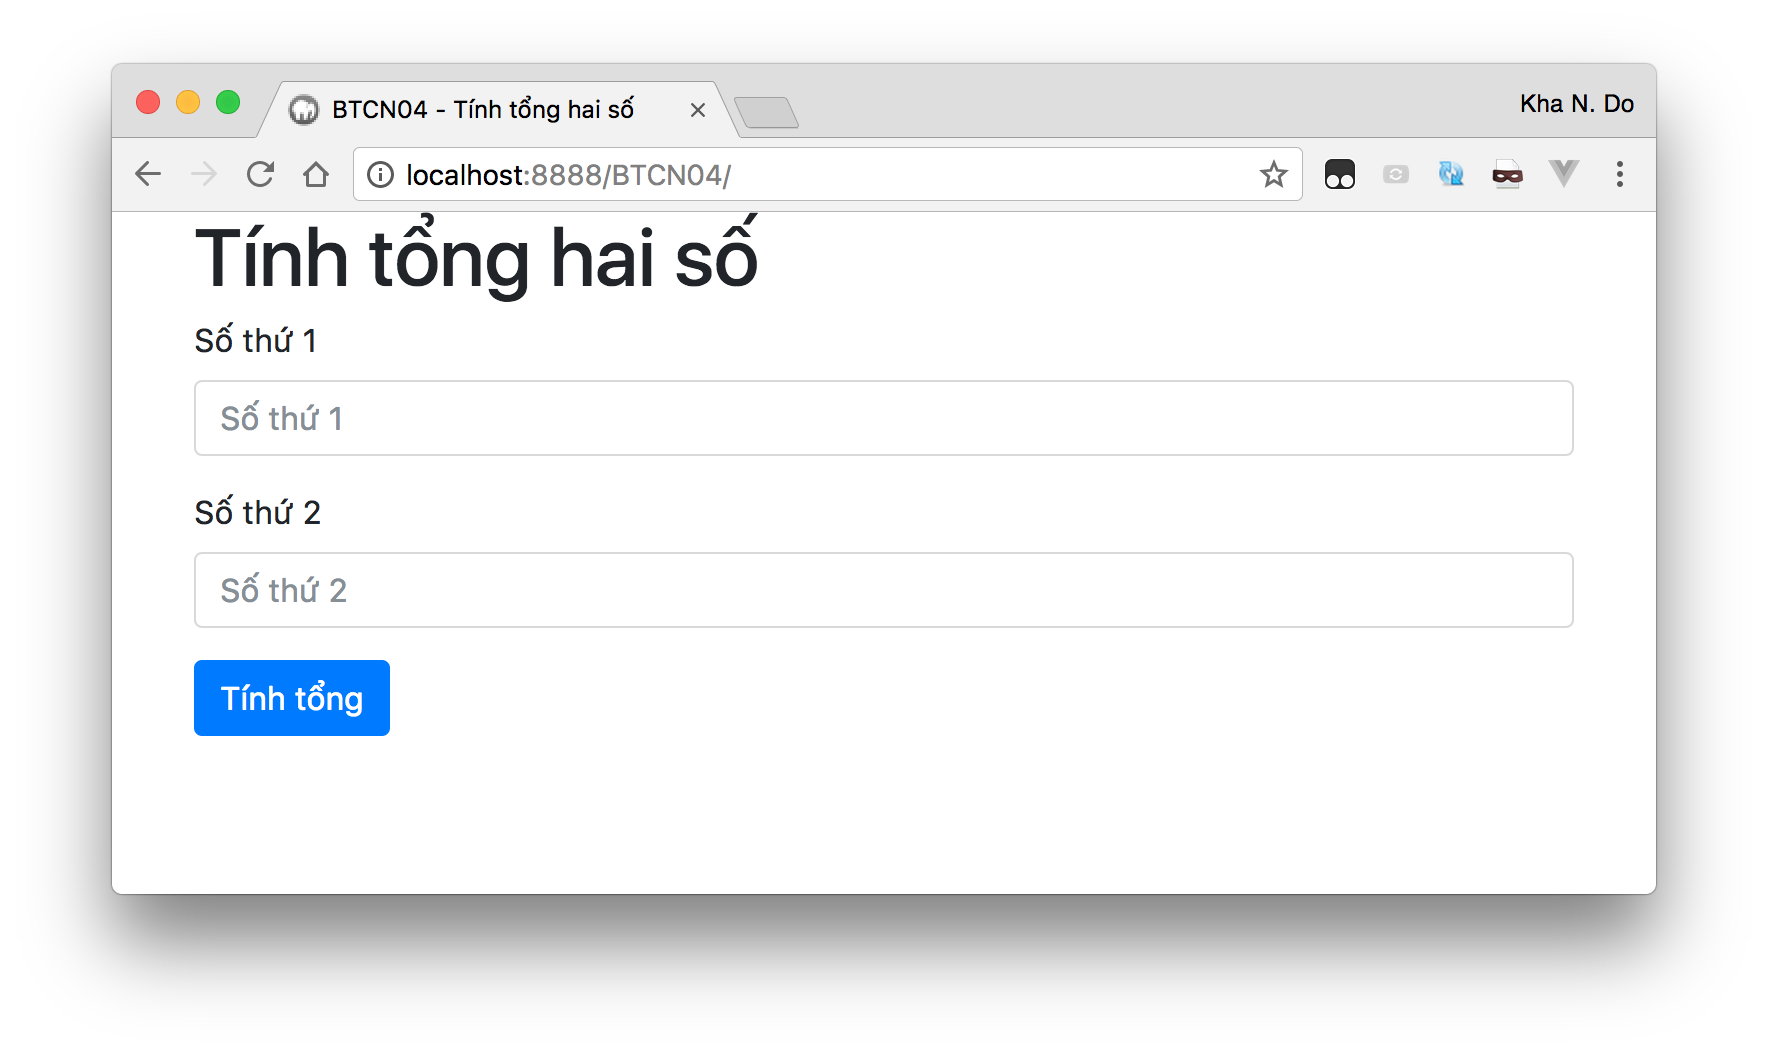 BTCN04 - Tính tổng hai số
Kha N. Do
localhost:8888/BTCN04/
Tính tổng hai số
Số thứ 1
Số thứ 1
Số thứ 2
Số thứ 2
Tính tổng